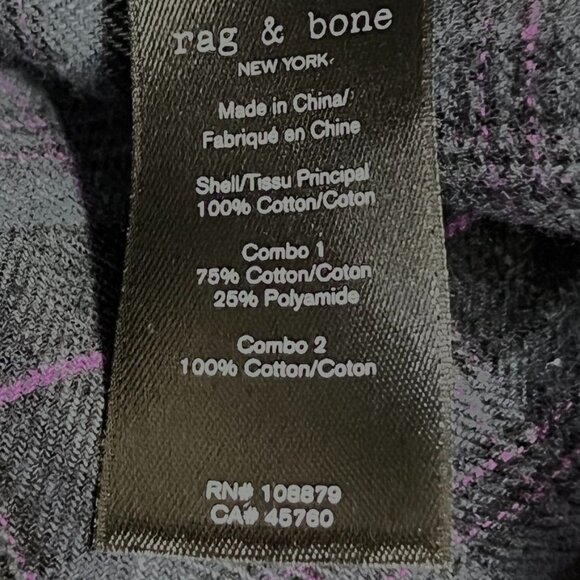 rag & bone
NEW YORK
Made in China/
Fabriqué en Chine
Shell/Tissu Principal
100% Cotton/Coton
Combo 1
75% Cotton/Coton
25% Polyamide
Combo 2
100% Cotton/Coton
RN# 108879
CA# 45760